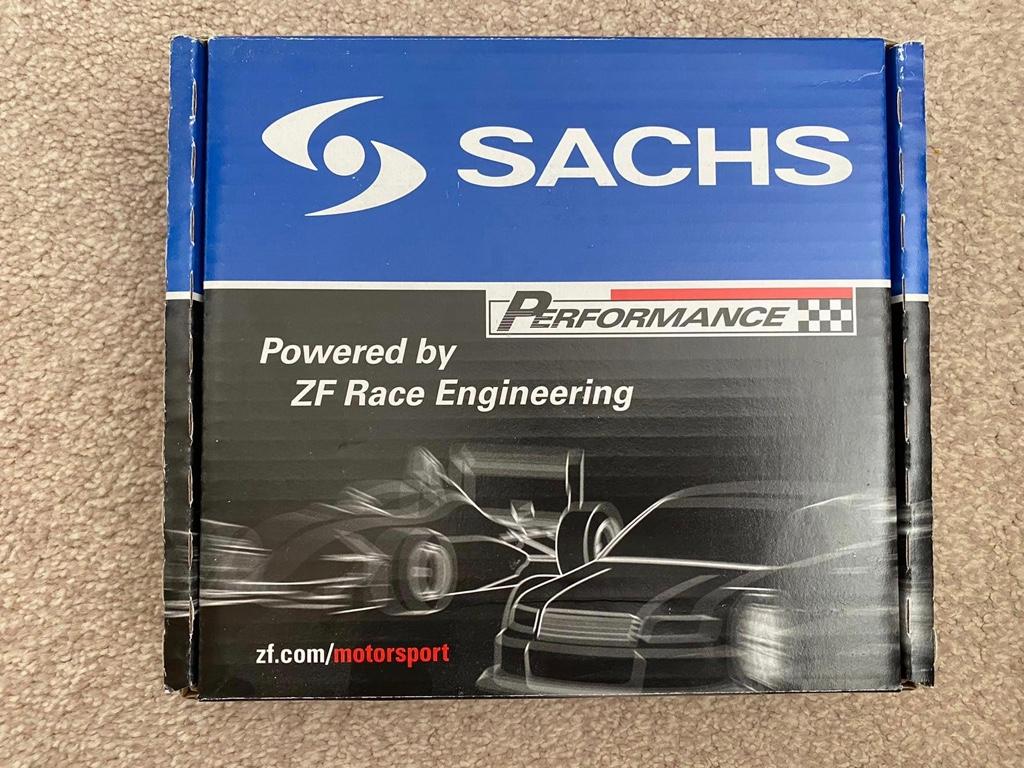 SACHS
PERFORMANCE
Powered by
ZF Race Engineering
zf.com/motorsport